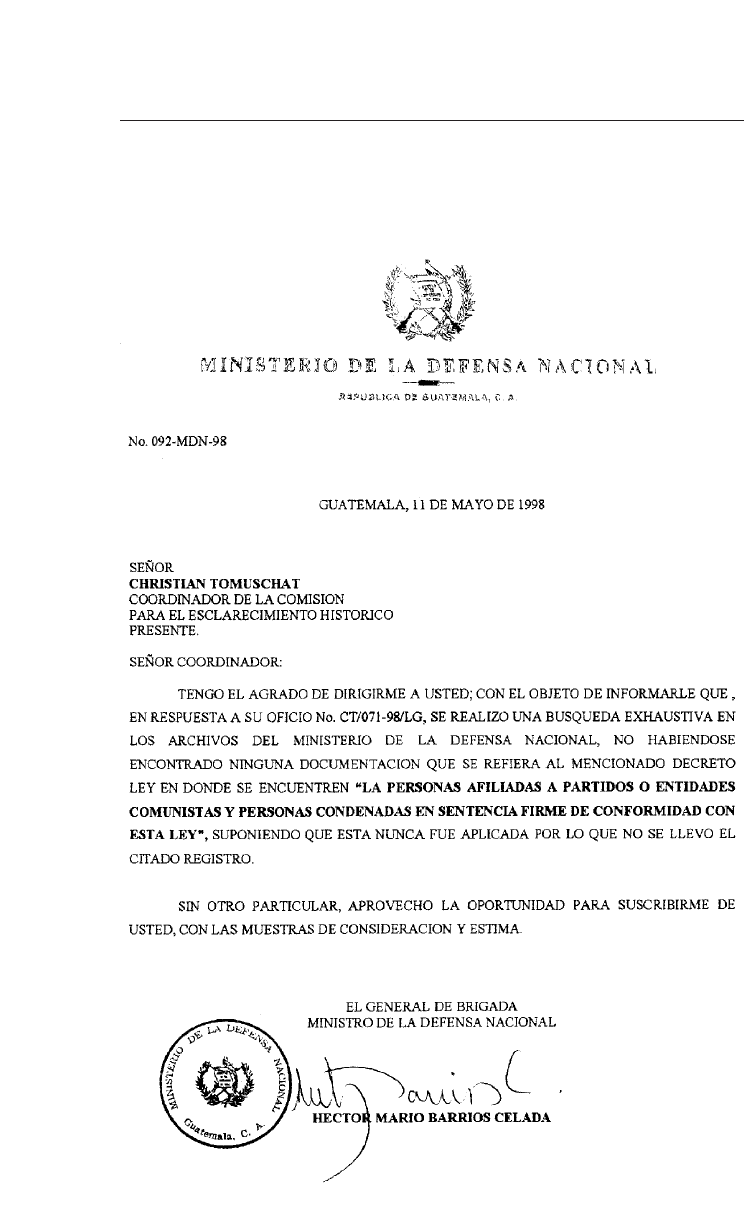 MINISTERIO DE LA DEFENSA NACIONAL
REPUBLICA DE GUATEMALA, C. A.
No. 092-MDN-98
GUATEMALA, 11 DE MAYO DE 1998
SEÑOR
CHRISTIAN TOMUSCHAT
COORDINADOR DE LA COMISION
PARA EL ESCLARECIMIENTO HISTORICO
PRESENTE.
SEÑOR COORDINADOR:
TENGO EL AGRADO DE DIRIGIRME A USTED; CON EL OBJETO DE INFORMARLE QUE ,
EN RESPUESTA A SU OFICIO No. CT/071-98/LG, SE REALIZO UNA BUSQUEDA EXHAUSTIVA EN
LOS ARCHIVOS DEL MINISTERIO DE LA DEFENSA NACIONAL, NO HABIENDOSE
ENCONTRADO NINGUNA DOCUMENTACION QUE SE REFIERA AL MENCIONADO DECRETO
LEY EN DONDE SE ENCUENTREN "LA PERSONAS AFILIADAS A PARTIDOS O ENTIDADES
COMUNISTAS Y PERSONAS CONDENADAS EN SENTENCIA FIRME DE CONFORMIDAD CON
ESTA LEY", SUPONIENDO QUE ESTA NUNCA FUE APLICADA POR LO QUE NO SE LLEVO EL
CITADO REGISTRO.
SIN OTRO PARTICULAR, APROVECHO LA OPORTUNIDAD PARA SUSCRIBIRME DE
USTED, CON LAS MUESTRAS DE CONSIDERACION Y ESTIMA.
EL GENERAL DE BRIGADA
MINISTRO DE LA DEFENSA NACIONAL
MINISTERIO DE LA DEFENSA NACIONAL
Guatemala, C. A.
HECTOR MARIO BARRIOS CELADA